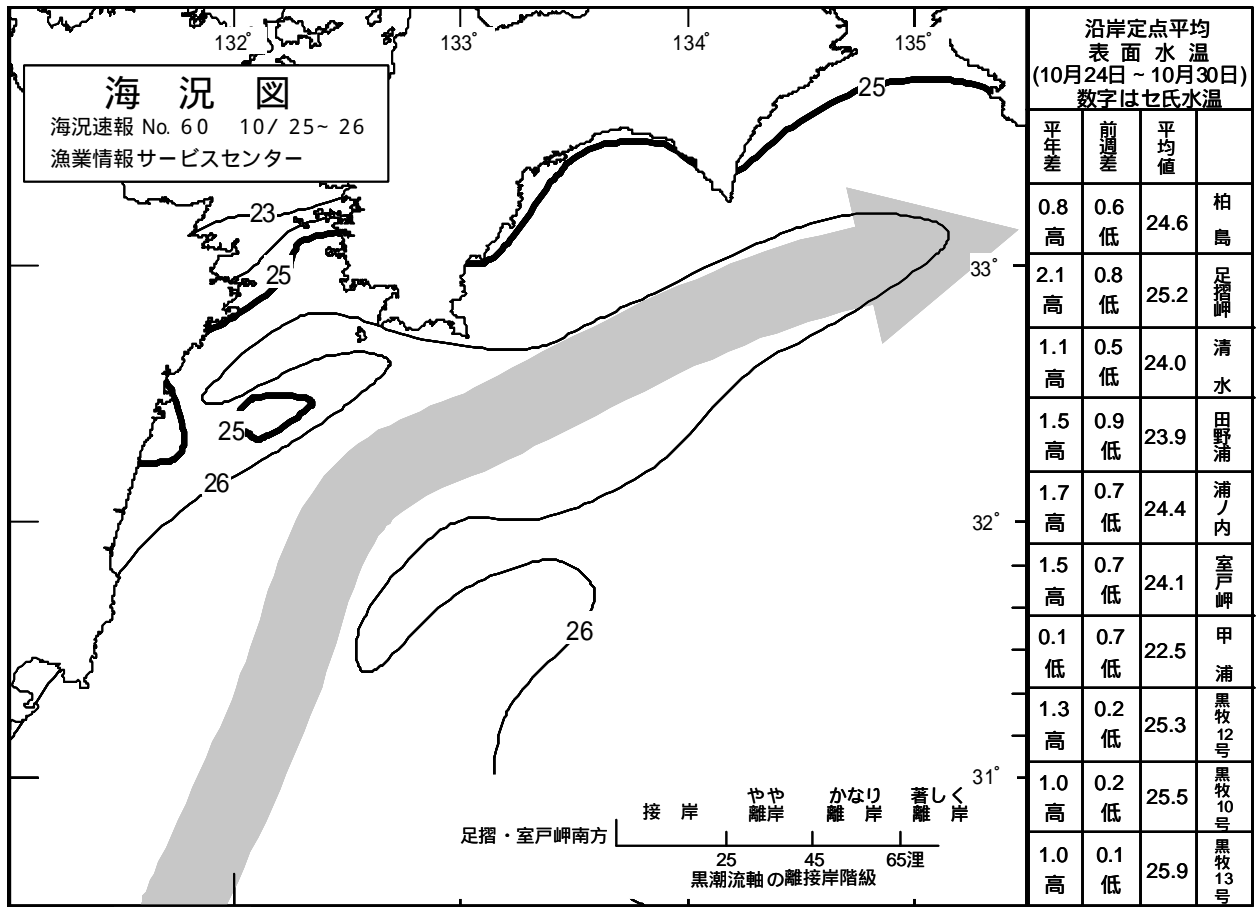 132°
133°
134°
135°
海 況 図
海況速報 No. 60 10/ 25~ 26
漁業情報サービスセンター
25
23
25
33°
25
26
32°
26
31°
接 岸
やや
離岸
かなり
離 岸
著しく
離 岸
足摺・室戸岬南方
25 45 65浬
黒潮流軸の離接岸階級
沿岸定点平均
表 面 水 温
(10月24日 ~ 10月30日)
数字はセ氏水温
平年差 前週差 平均値
0.8高 0.6低 24.6 柏島
2.1高 0.8低 25.2 足摺岬
1.1高 0.5低 24.0 清水
1.5高 0.9低 23.9 田野浦
1.7高 0.7低 24.4 浦ノ内
1.5高 0.7低 24.1 室戸岬
0.1低 0.7低 22.5 甲浦
1.3高 0.2低 25.3 黒牧12号
1.0高 0.2低 25.5 黒牧10号
1.0高 0.1低 25.9 黒牧13号